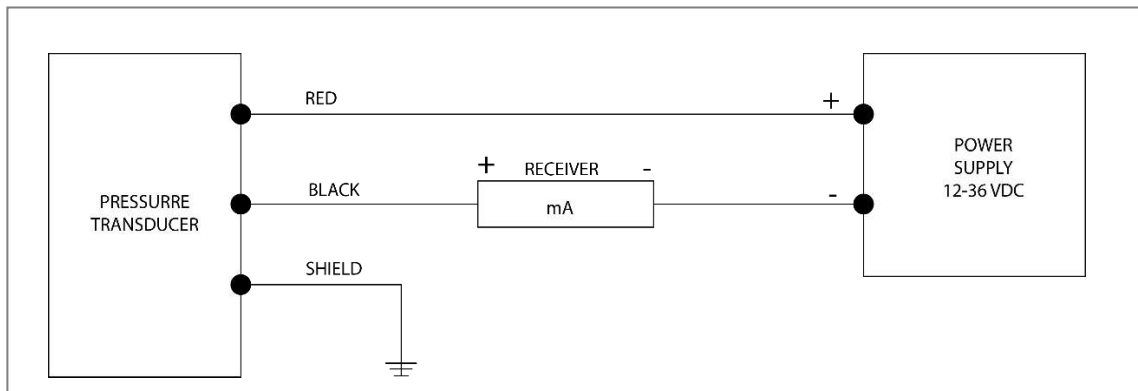 RED
+
POWER
SUPPLY
12-36 VDC
+ RECEIVER -
PRESSURRE
TRANSDUCER
BLACK
mA
-
SHIELD